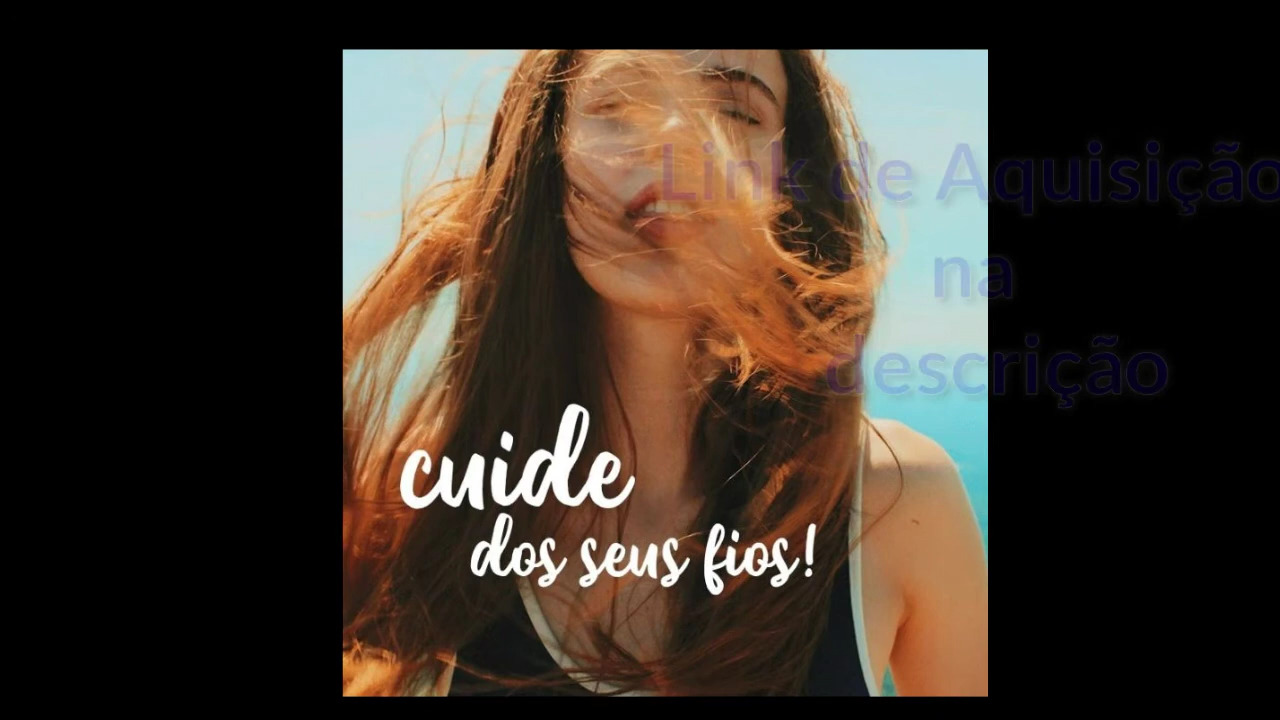 Link de Aquisição
na
descrição
cuide
dos seus fios!